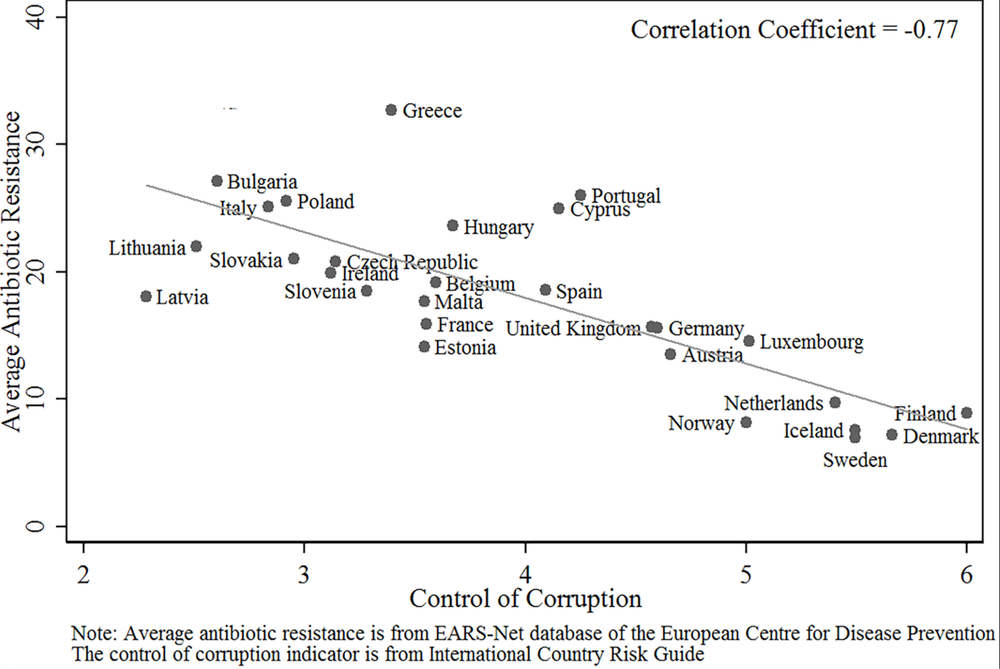 Correlation Coefficient = -0.77
40
30
20
10
0
Average Antibiotic Resistance
Greece
Bulgaria
Portugal
Poland
Italy
Cyprus
Hungary
Lithuania
Slovakia
Czech Republic
Ireland
Belgium
Slovenia
Spain
Latvia
Malta
France
United Kingdom
Germany
Luxembourg
Estonia
Austria
Netherlands
Finland
Norway
Iceland
Denmark
Sweden
2 3 4 5 6
Control of Corruption
Note: Average antibiotic resistance is from EARS-Net database of the European Centre for Disease Prevention
The control of corruption indicator is from International Country Risk Guide